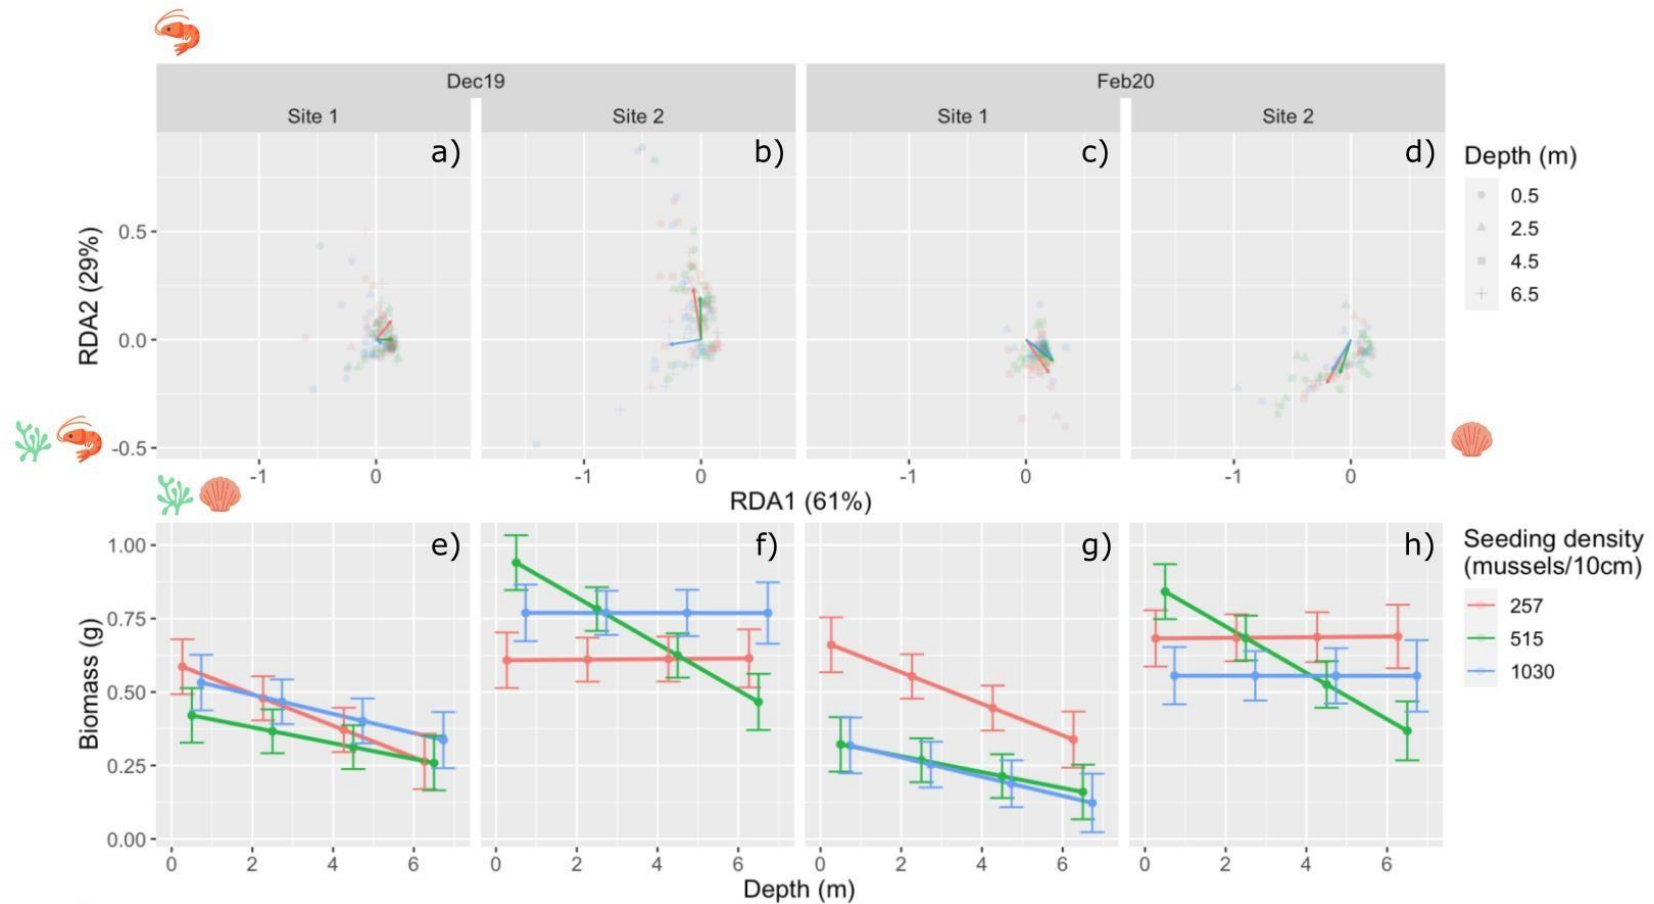 Dec19 Feb20
Site 1 Site 2 Site 1 Site 2
a) b) c) d)
RDA2 (29%)
0.5
0.0
-0.5
-1 0 -1 0 -1 0 -1 0
RDA1 (61%)
Depth (m)
0.5
2.5
4.5
6.5
e) f) g) h)
Biomass (g)
1.00
0.75
0.50
0.25
0.00
0 2 4 6 0 2 4 6 0 2 4 6 0 2 4 6
Depth (m)
Seeding density
(mussels/10cm)
257
515
1030